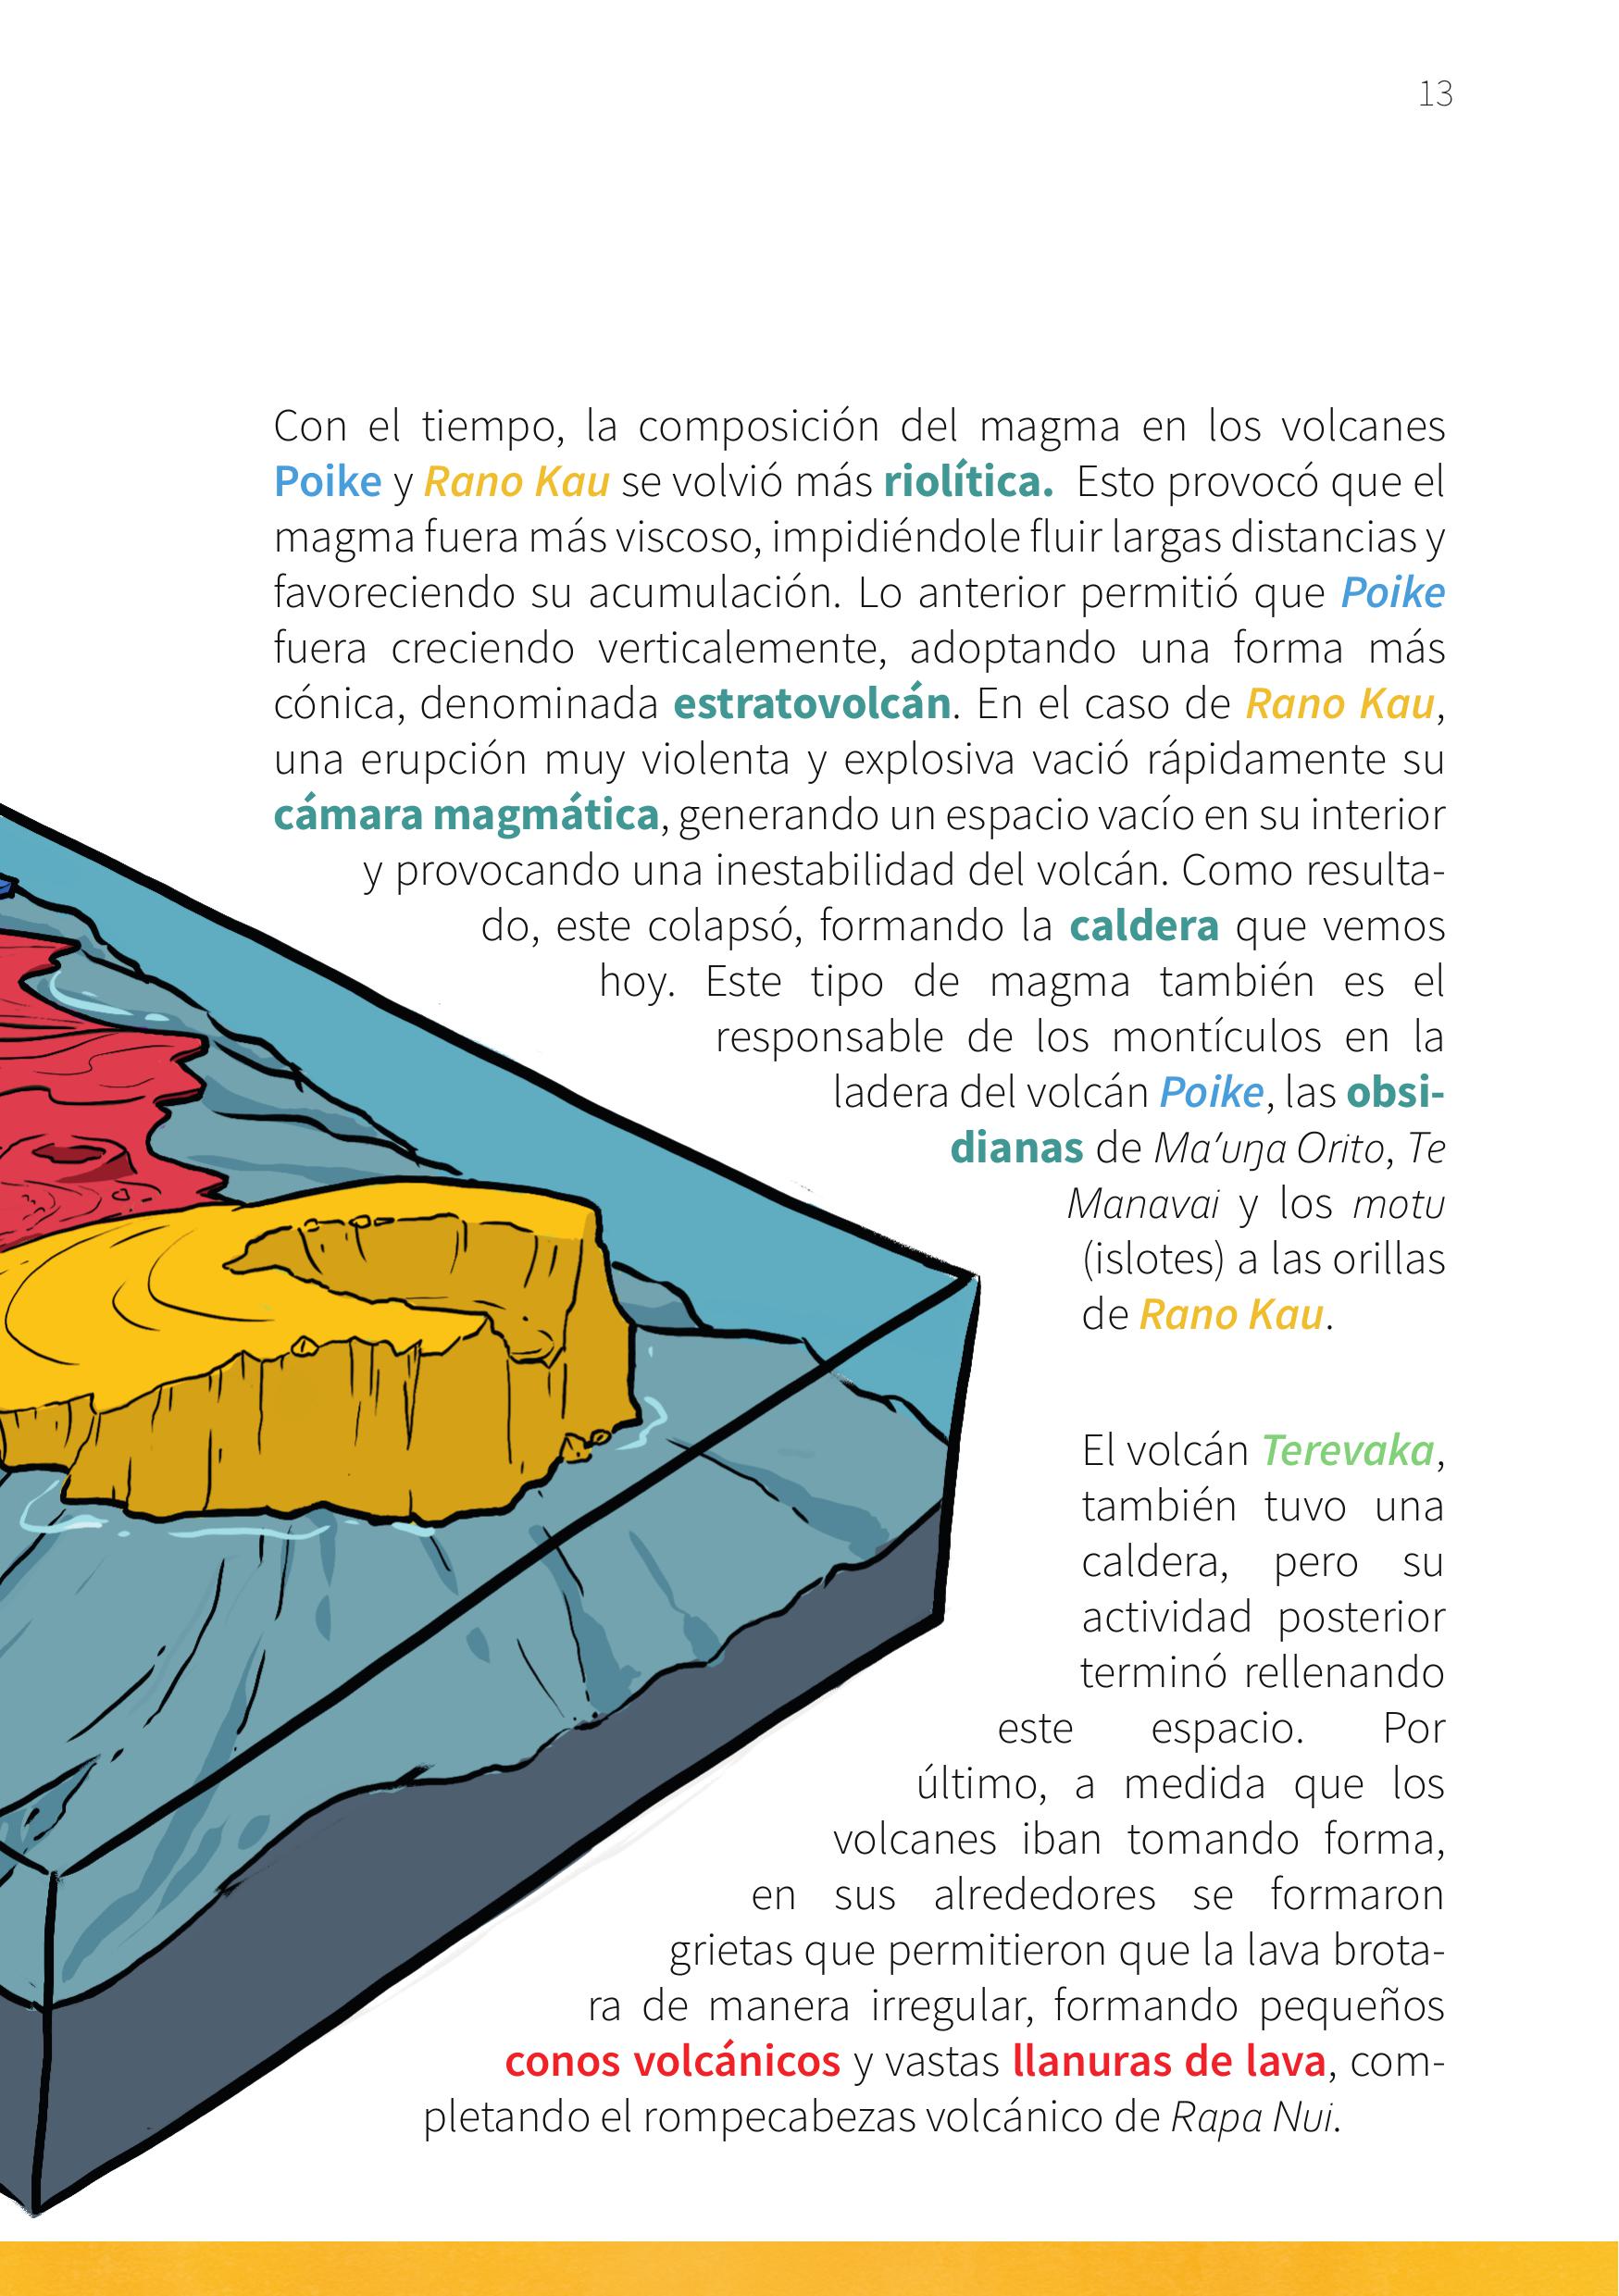 13
Con el tiempo, la composición del magma en los volcanes
Poike y Rano Kau se volvió más riolítica. Esto provocó que el
magma fuera más viscoso, impidiéndole fluir largas distancias y
favoreciendo su acumulación. Lo anterior permitió que Poike
fuera creciendo verticalemente, adoptando una forma más
cónica, denominada estratovolcán. En el caso de Rano Kau,
una erupción muy violenta y explosiva vació rápidamente su
cámara magmática, generando un espacio vacío en su interior
y provocando una inestabilidad del volcán. Como resulta-
do, este colapsó, formando la caldera que vemos
hoy. Este tipo de magma también es el
responsable de los montículos en la
ladera del volcán Poike, las obsi-
dianas de Ma’uŋa Orito, Te
Manavai y los motu
(islotes) a las orillas
de Rano Kau.
El volcán Terevaka,
también tuvo una
caldera, pero su
actividad posterior
terminó rellenando
este espacio. Por
último, a medida que los
volcanes iban tomando forma,
en sus alrededores se formaron
grietas que permitieron que la lava brota-
ra de manera irregular, formando pequeños
conos volcánicos y vastas llanuras de lava, com-
pletando el rompecabezas volcánico de Rapa Nui.